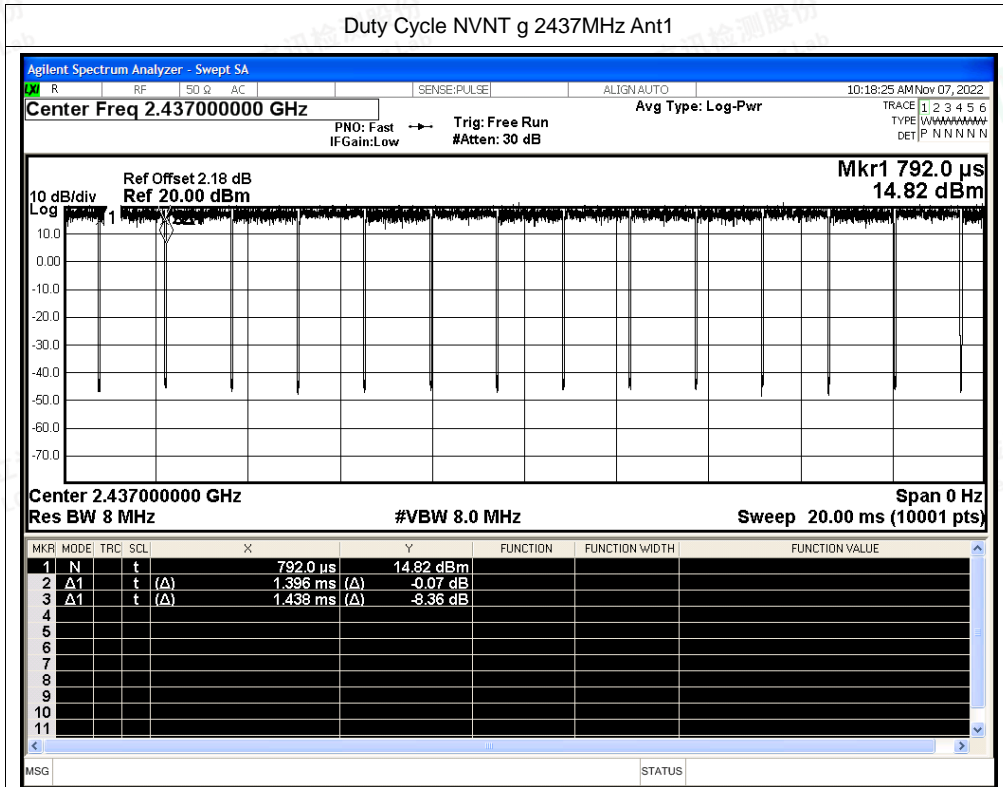 Duty Cycle NVNT g 2437MHz Ant1
Agilent Spectrum Analyzer - Swept SA
LXI R RF 50 Ω AC SENSE:PULSE ALIGN AUTO 10:18:25 AM Nov 07, 2022
Center Freq 2.437000000 GHz Avg Type: Log-Pwr TRACE 1 2 3 4 5 6
PNO: Fast Trig: Free Run TYPE WWWWWW
IFGain:Low #Atten: 30 dB DET P N N N N N
Mkr1 792.0 µs
Ref Offset 2.18 dB
10 dB/div Ref 20.00 dBm 14.82 dBm
Log
1
10.0
0.00
-10.0
-20.0
-30.0
-40.0
-50.0
-60.0
-70.0
Center 2.437000000 GHz Span 0 Hz
Res BW 8 MHz #VBW 8.0 MHz Sweep 20.00 ms (10001 pts)
MKR MODE TRC SCL X Y FUNCTION FUNCTION WIDTH FUNCTION VALUE
1 N t 792.0 µs 14.82 dBm
2 Δ1 t (Δ) 1.396 ms (Δ) -0.07 dB
3 Δ1 t (Δ) 1.438 ms (Δ) -8.36 dB
4
5
6
7
8
9
10
11
MSG STATUS